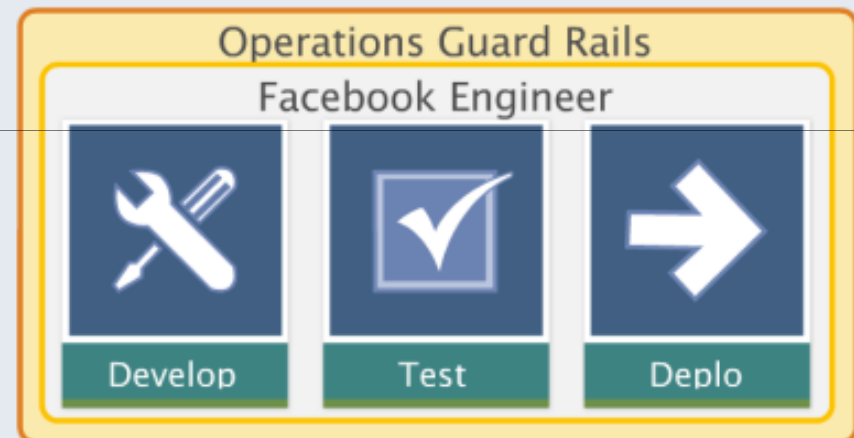 Operations Guard Rails
Facebook Engineer
Develop
Test
Deplo